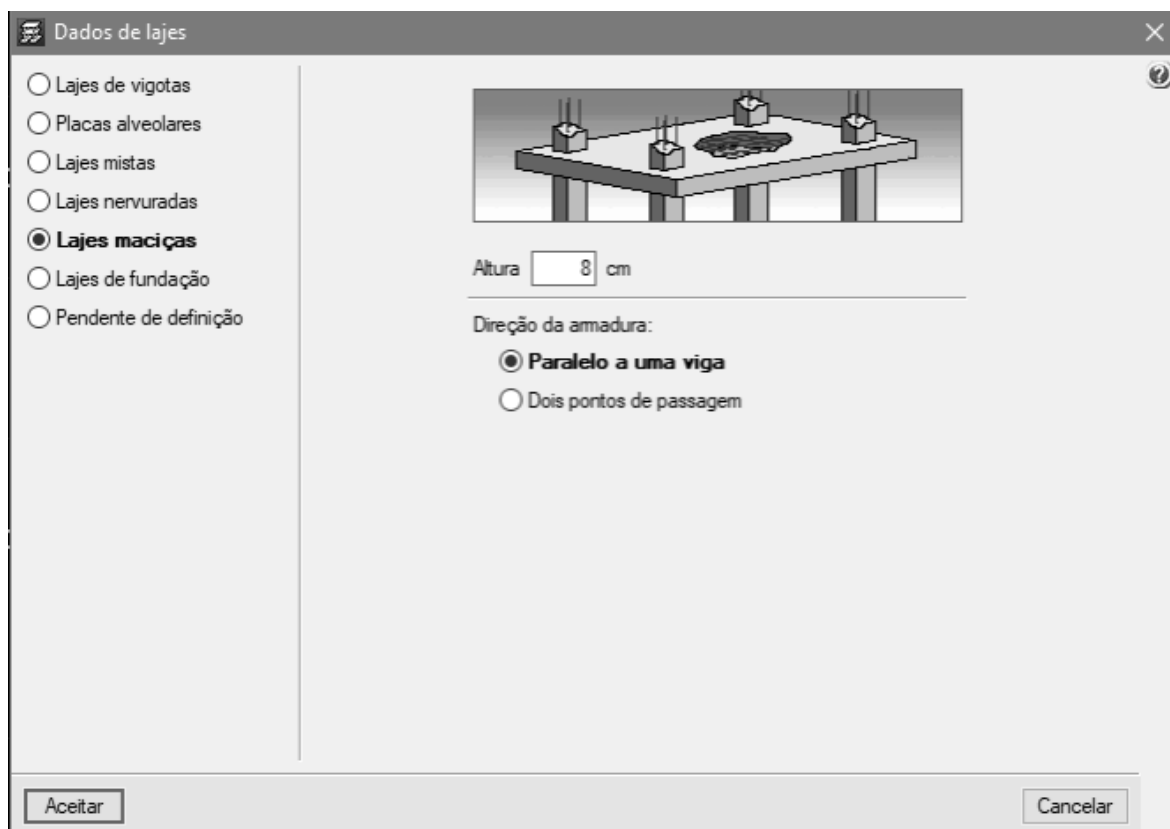 Dados de lajes
Lajes de vigotas
Placas alveolares
Lajes mistas
Lajes nervuradas
Lajes maciças
Lajes de fundação
Pendente de definição
Altura 8 cm
Direção da armadura:
Paralelo a uma viga
Dois pontos de passagem
Aceitar
Cancelar